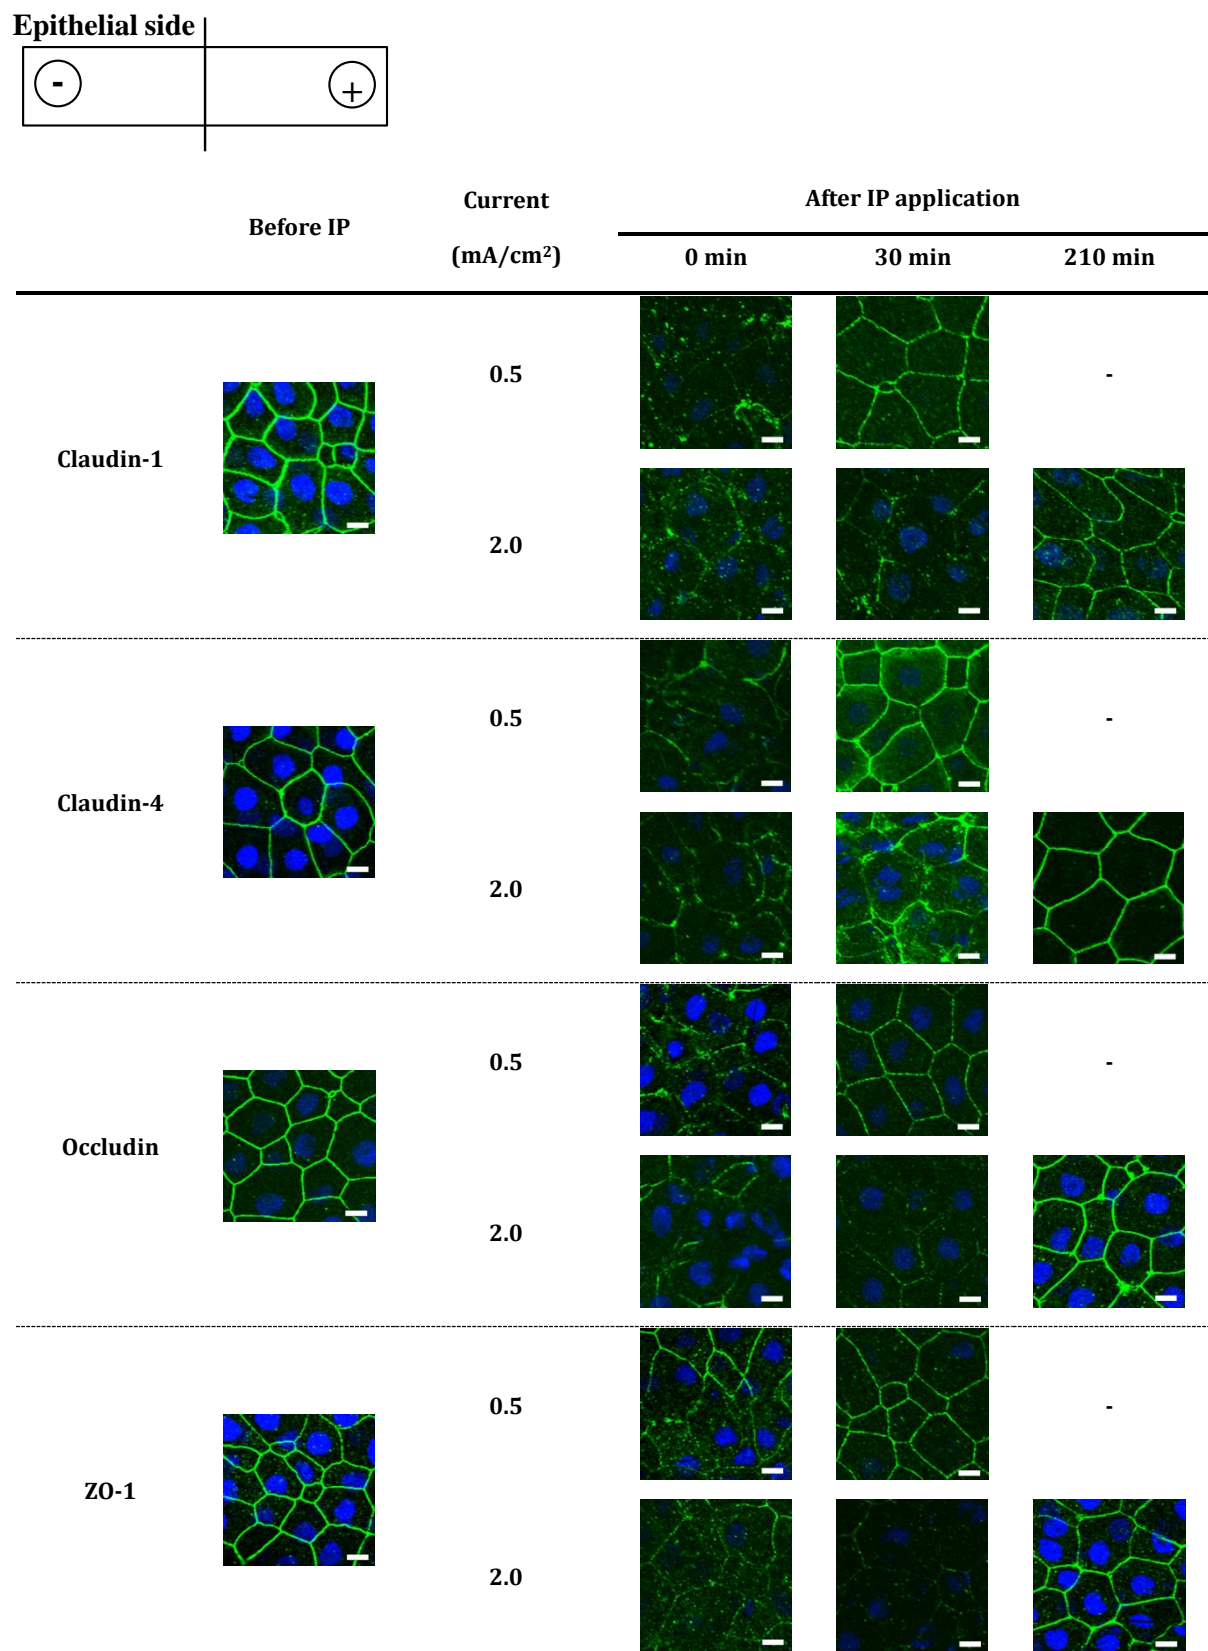 Epithelial side
- +
Before IP
Current
(mA/cm²)
After IP application
0 min 30 min 210 min
Claudin-1
0.5 -
2.0
Claudin-4
0.5 -
2.0
Occludin
0.5 -
2.0
ZO-1
0.5 -
2.0